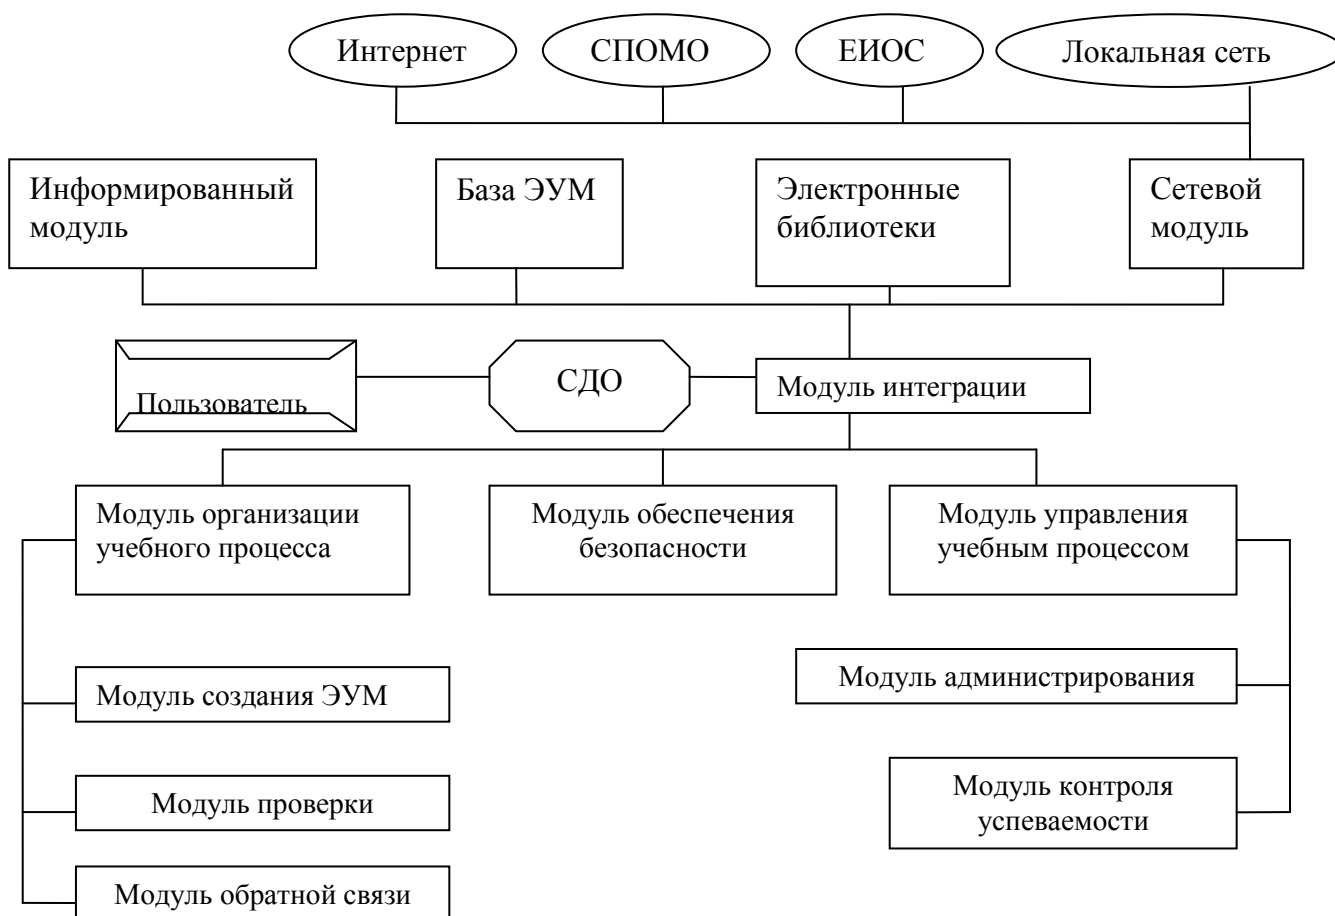 Интернет
СПОМО
ЕИОС
Локальная сеть
Информированный
модуль
База ЭУМ
Электронные
библиотеки
Сетевой
модуль
Пользователь
СДО
Модуль интеграции
Модуль организации
учебного процесса
Модуль обеспечения
безопасности
Модуль управления
учебным процессом
Модуль создания ЭУМ
Модуль администрирования
Модуль проверки
Модуль контроля
успеваемости
Модуль обратной связи